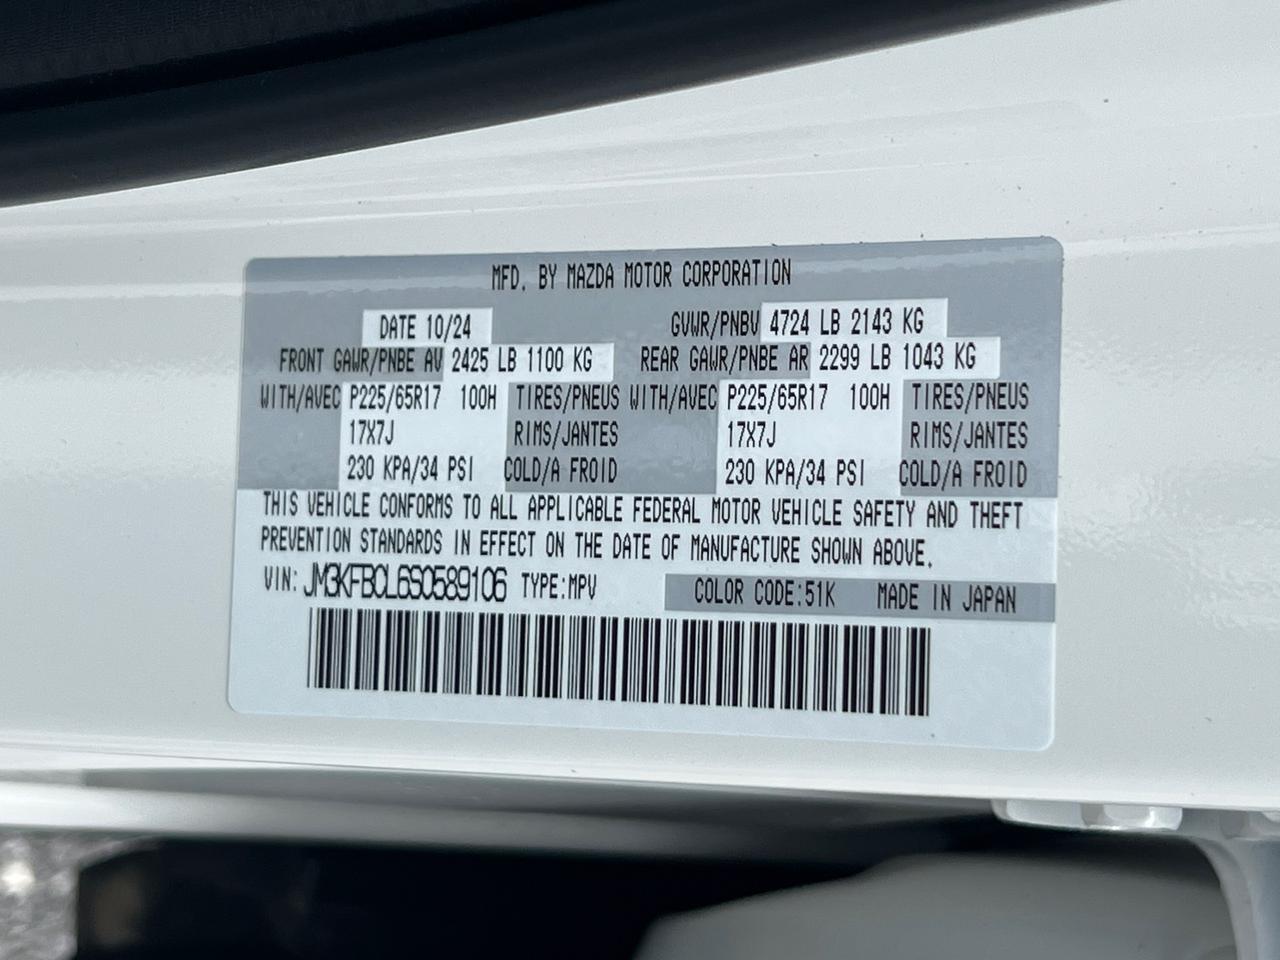 MFD. BY MAZDA MOTOR CORPORATION
DATE 10/24 GVWR/PNBV 4724 LB 2143 KG
FRONT GAWR/PNBE AV 2425 LB 1100 KG REAR GAWR/PNBE AR 2299 LB 1043 KG
WITH/AVEC P225/65R17 100H TIRES/PNEUS WITH/AVEC P225/65R17 100H TIRES/PNEUS
17X7J RIMS/JANTES 17X7J RIMS/JANTES
230 KPA/34 PSI COLD/A FROID 230 KPA/34 PSI COLD/A FROID
THIS VEHICLE CONFORMS TO ALL APPLICABLE FEDERAL MOTOR VEHICLE SAFETY AND THEFT
PREVENTION STANDARDS IN EFFECT ON THE DATE OF MANUFACTURE SHOWN ABOVE.
VIN: JM3KFBCL6S0589106 TYPE:MPV COLOR CODE:51K MADE IN JAPAN